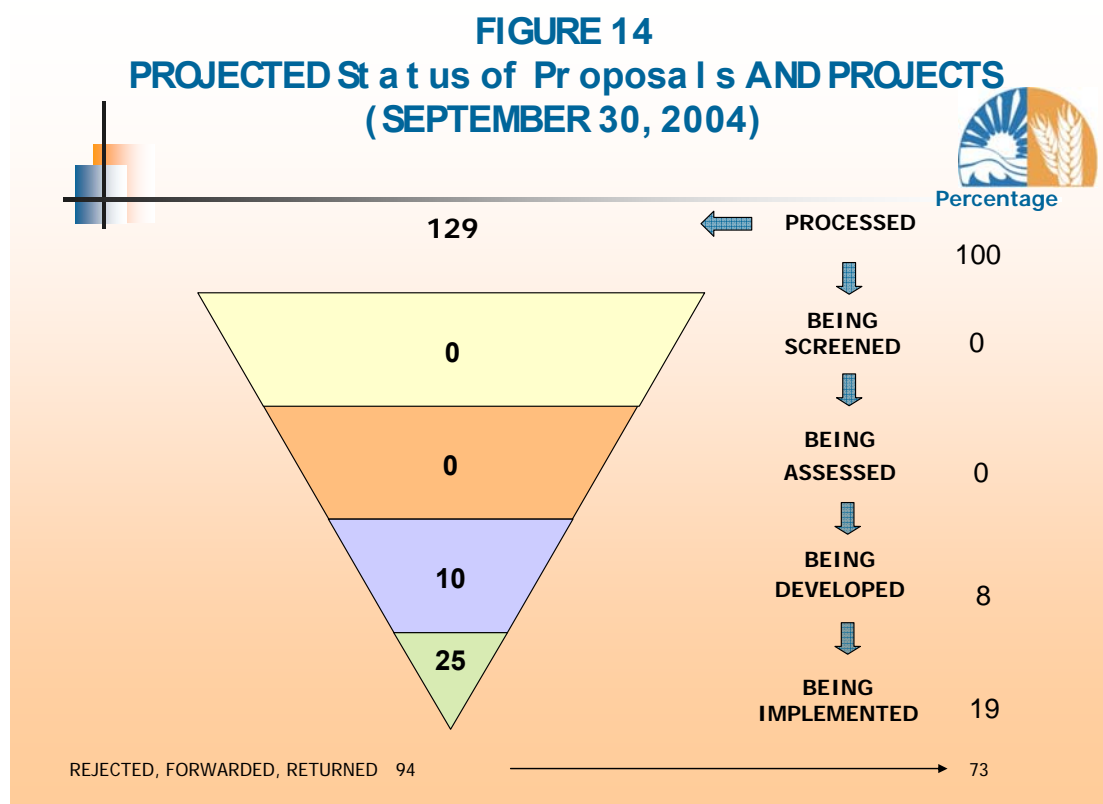 FIGURE 14
PROJECTED St a t us of Pr oposa l s AND PROJECTS
(SEPTEMBER 30, 2004)
Percentage
129 PROCESSED
100
0 BEING SCREENED 0
0 BEING ASSESSED 0
10 BEING DEVELOPED 8
25 BEING IMPLEMENTED 19
REJECTED, FORWARDED, RETURNED 94 73